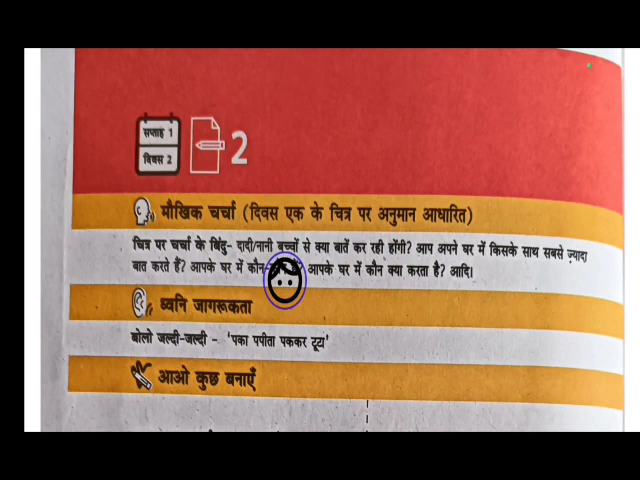 सप्ताह 1
दिवस 2
2
मौखिक चर्चा (दिवस एक के चित्र पर अनुमान आधारित)
चित्र पर चर्चा के बिंदु- दादी/नानी बच्चों से क्या बातें कर रही होंगी? आप अपने घर में किसके साथ सबसे ज़्यादा
बात करते हैं? आपके घर में कौन आपके घर में कौन क्या करता है? आदि।
ध्वनि जागरूकता
बोलो जल्दी-जल्दी - 'पका पपीता पककर टूटा'
आओ कुछ बनाएँ